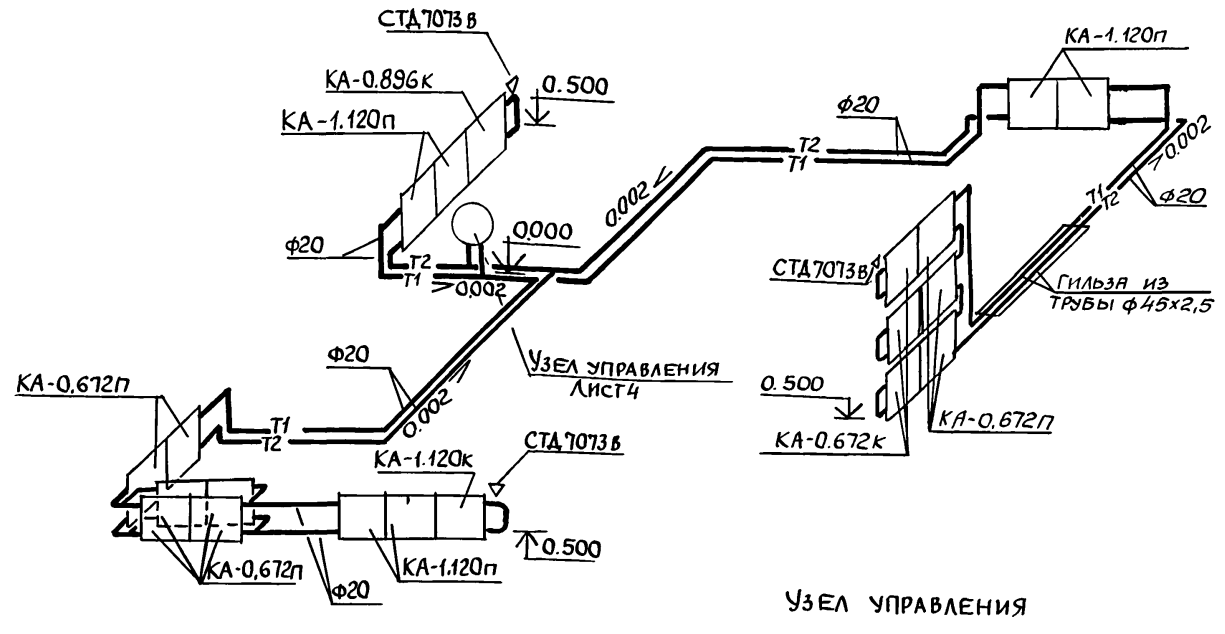 СТД7073В
КА-0.896К
0.500
КА-1.120П
КА-1.120П
Ф20
Т2
Т1
0.002
Т1
Т2
0.002
Ф20
0.002
Ф20
0.000
Т2
Т1
0,002
СТД7073В
ГИЛЬЗА ИЗ
ТРУБЫ Ф45х2,5
Ф20
0.002
УЗЕЛ УПРАВЛЕНИЯ
ЛИСТ4
КА-0,672П
Т1
Т2
0.500
КА-0.672К
КА-0,672П
КА-1.120К
СТД7073В
КА-0,672П
Ф20
КА-1.120П
0.500
УЗЕЛ УПРАВЛЕНИЯ